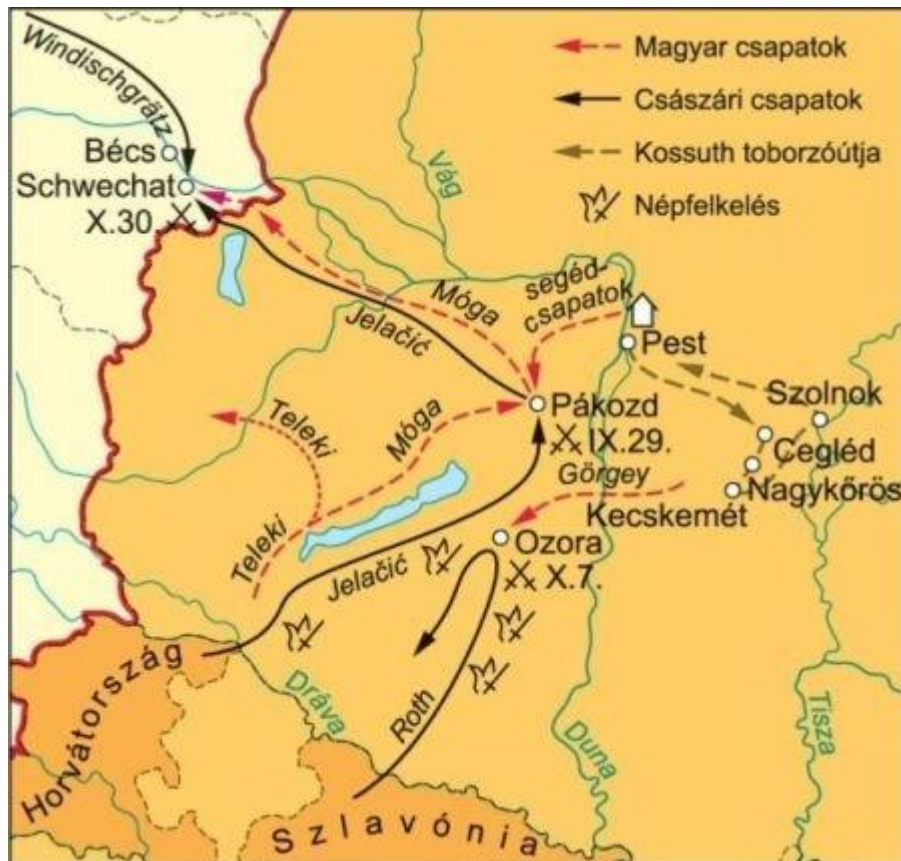 Windischgrätz
Magyar csapatok
Császári csapatok
Kossuth toborzóútja
Népfelkelés
Bécs
Schwechat
X.30.
Vág
segéd-
csapatok
Móga
Jelačić
Pest
Szolnok
Teleki
Móga
Pákozd
IX.29.
Cegléd
Nagykőrös
Görgey
Kecskemét
Teleki
Jelačić
Ozora
X.7.
Horvátország
Dráva
Roth
Duna
Tisza
Szlavónia